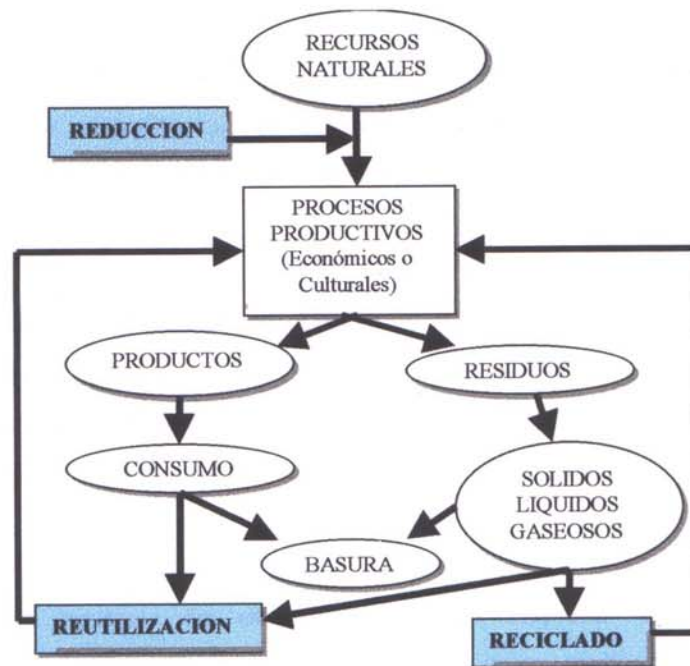 RECURSOS
NATURALES
REDUCCION
PROCESOS
PRODUCTIVOS
(Económicos o
Culturales)
PRODUCTOS
RESIDUOS
CONSUMO
SOLIDOS
LIQUIDOS
GASEOSOS
BASURA
REUTILIZACION
RECICLADO